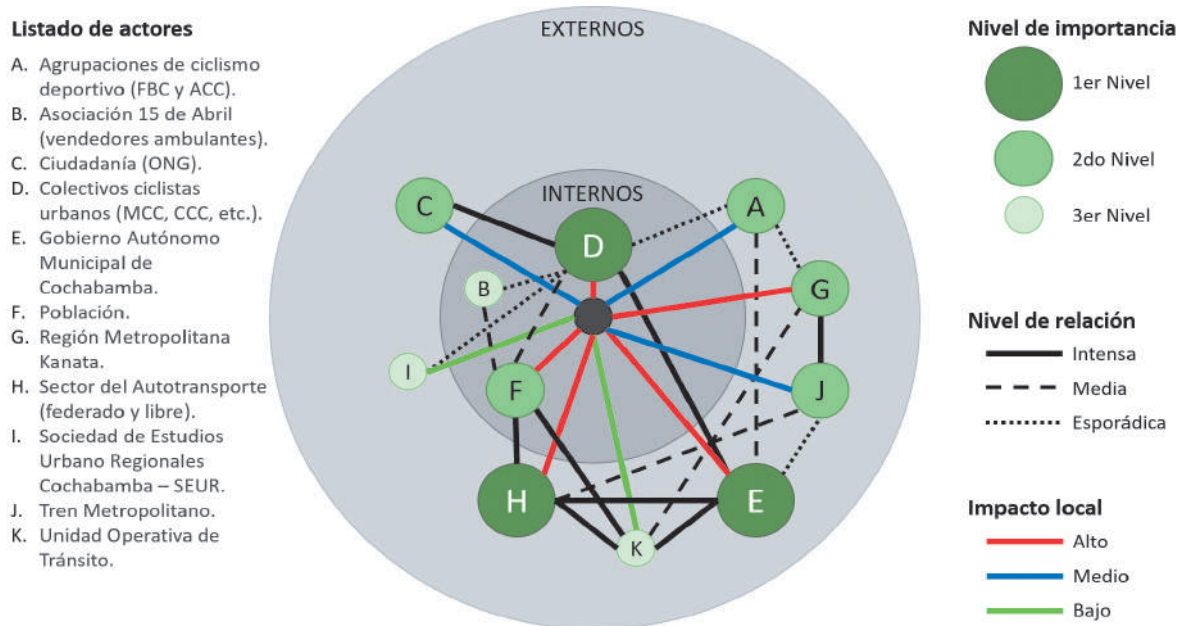 Listado de actores
A. Agrupaciones de ciclismo
deportivo (FBC y ACC).
B. Asociación 15 de Abril
(vendedores ambulantes).
C. Ciudadanía (ONG).
D. Colectivos ciclistas
urbanos (MCC, CCC, etc.).
E. Gobierno Autónomo
Municipal de
Cochabamba.
F. Población.
G. Región Metropolitana
Kanata.
H. Sector del Autotransporte
(federado y libre).
I. Sociedad de Estudios
Urbano Regionales
Cochabamba – SEUR.
J. Tren Metropolitano.
K. Unidad Operativa de
Tránsito.
EXTERNOS
INTERNOS
C
D
A
B
G
I
F
J
H
E
K
Nivel de importancia
1er Nivel
2do Nivel
3er Nivel
Nivel de relación
Intensa
Media
Esporádica
Impacto local
Alto
Medio
Bajo